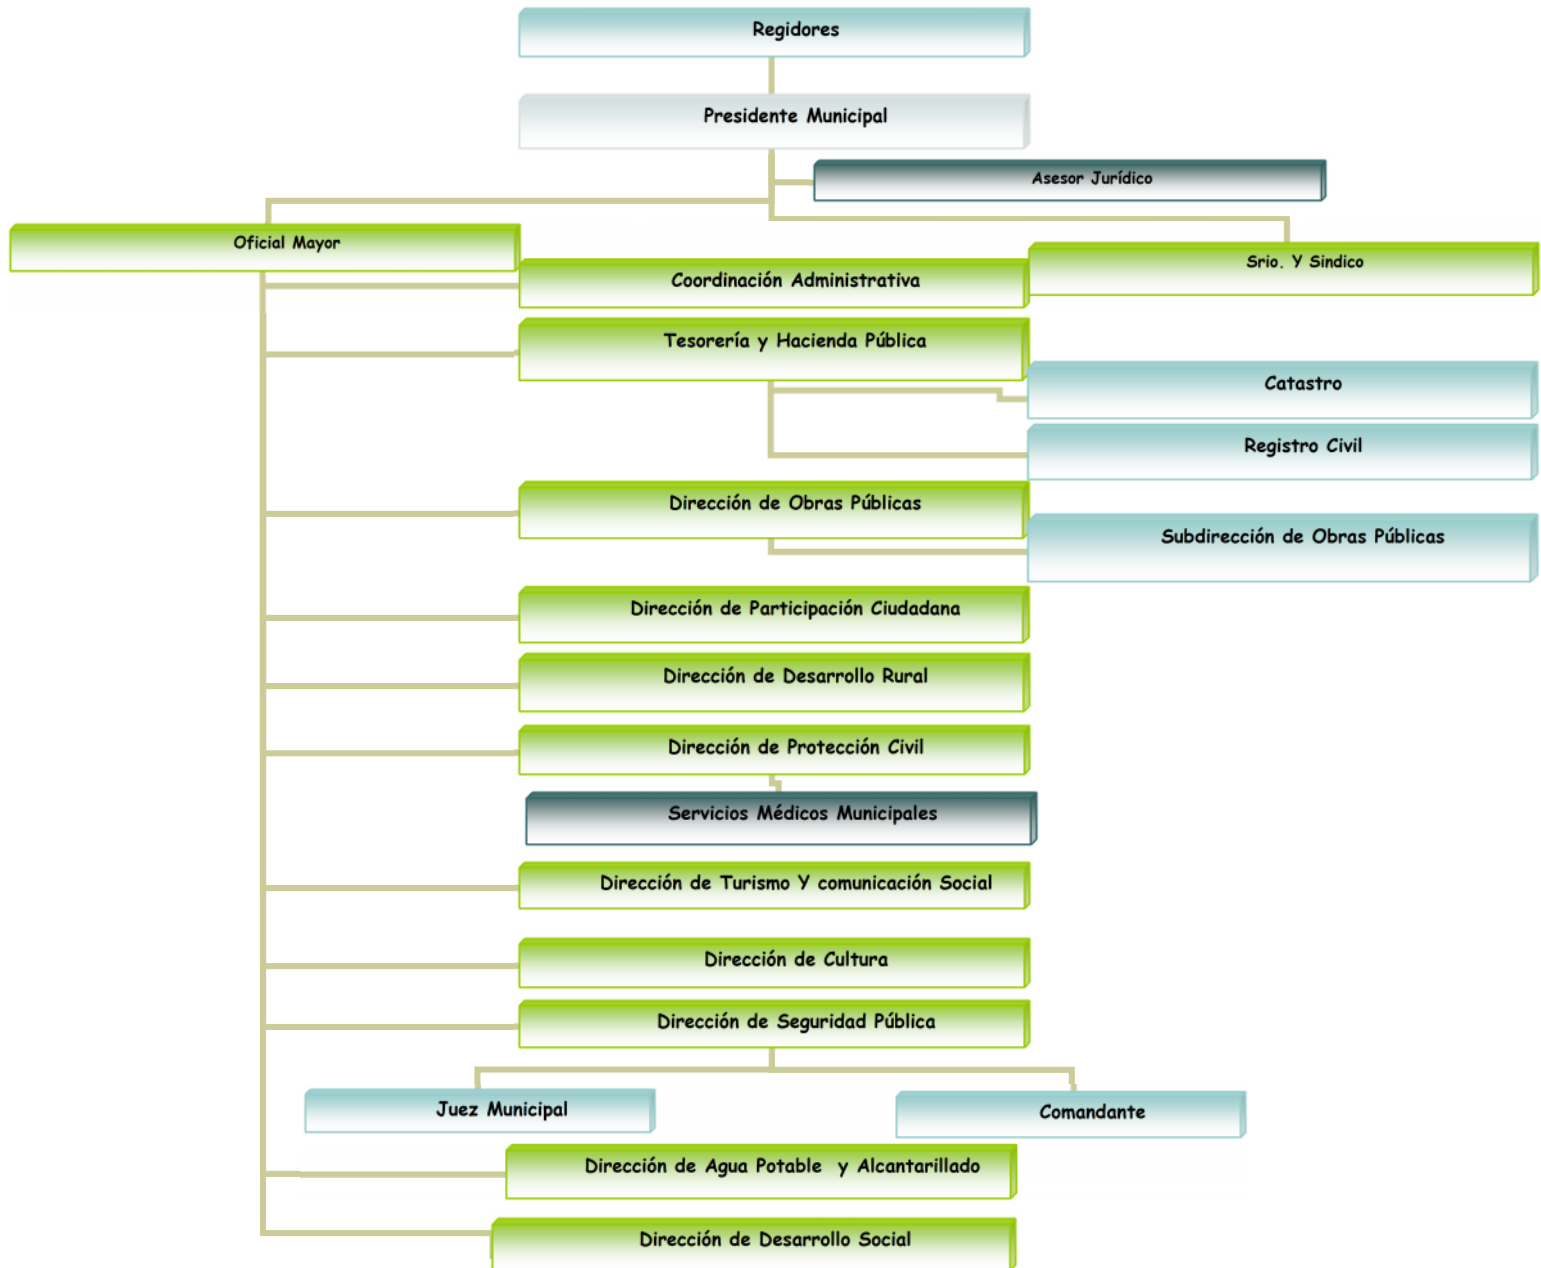 Regidores
Presidente Municipal
Asesor Jurídico
Oficial Mayor
Srio. Y Sindico
Coordinación Administrativa
Tesorería y Hacienda Pública
Catastro
Registro Civil
Dirección de Obras Públicas
Subdirección de Obras Públicas
Dirección de Participación Ciudadana
Dirección de Desarrollo Rural
Dirección de Protección Civil
Servicios Médicos Municipales
Dirección de Turismo Y comunicación Social
Dirección de Cultura
Dirección de Seguridad Pública
Juez Municipal
Comandante
Dirección de Agua Potable y Alcantarillado
Dirección de Desarrollo Social